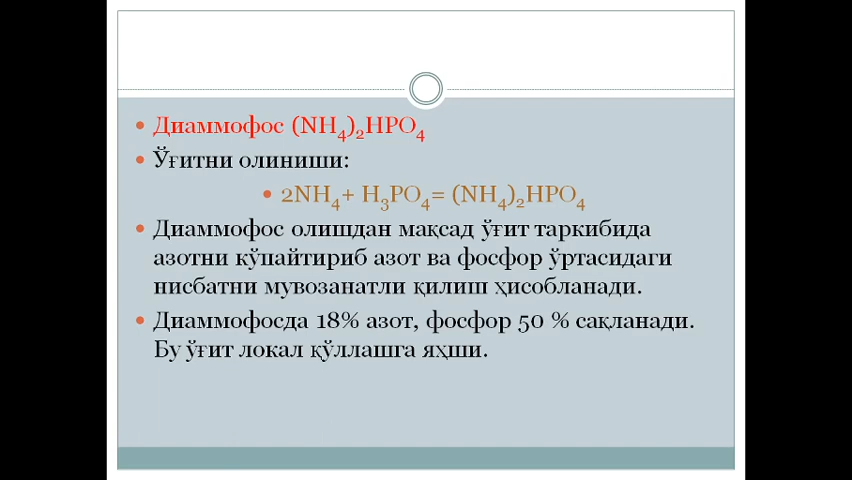 Диаммофос (NH₄)₂HPO₄
Ўғитни олиниши:
2NH₄+ H₃PO₄= (NH₄)₂HPO₄
Диаммофос олишдан мақсад ўғит таркибида
азотни кўпайтириб азот ва фосфор ўртасидаги
нисбатни мувозанатли қилиш ҳисобланади.
Диаммофосда 18% азот, фосфор 50 % сақланади.
Бу ўғит локал қўллашга яҳши.